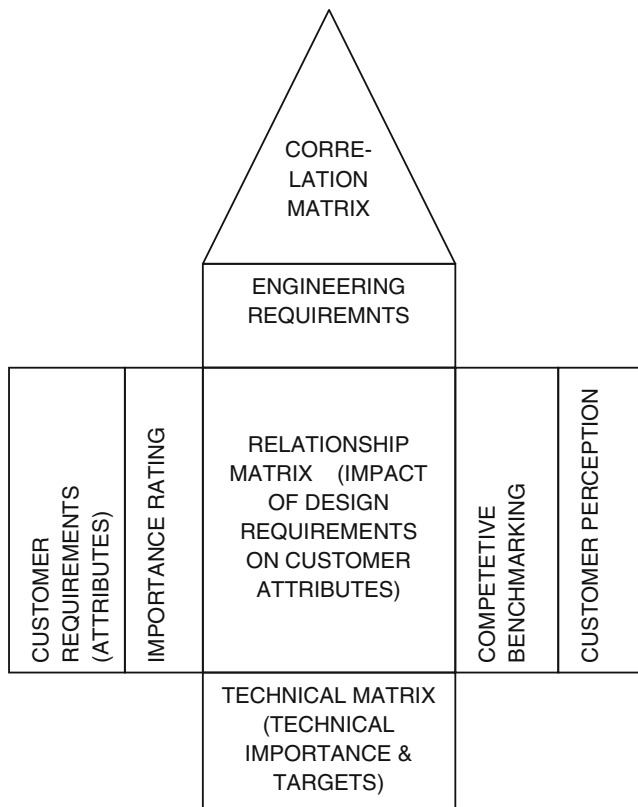 CORRE-
LATION
MATRIX
ENGINEERING
REQUIREMNTS
CUSTOMER
REQUIREMENTS
(ATTRIBUTES)
IMPORTANCE RATING
RELATIONSHIP
MATRIX (IMPACT
OF DESIGN
REQUIREMENTS
ON CUSTOMER
ATTRIBUTES)
COMPETETIVE
BENCHMARKING
CUSTOMER PERCEPTION
TECHNICAL MATRIX
(TECHNICAL
IMPORTANCE &
TARGETS)